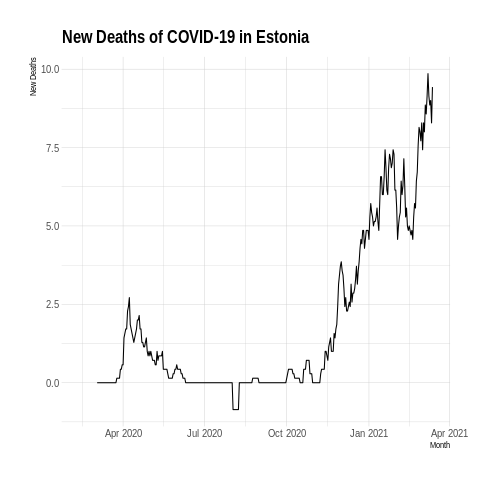 New Deaths of COVID-19 in Estonia
New Deaths
10.0
7.5
5.0
2.5
0.0
Apr 2020 Jul 2020 Oct 2020 Jan 2021 Apr 2021
Month